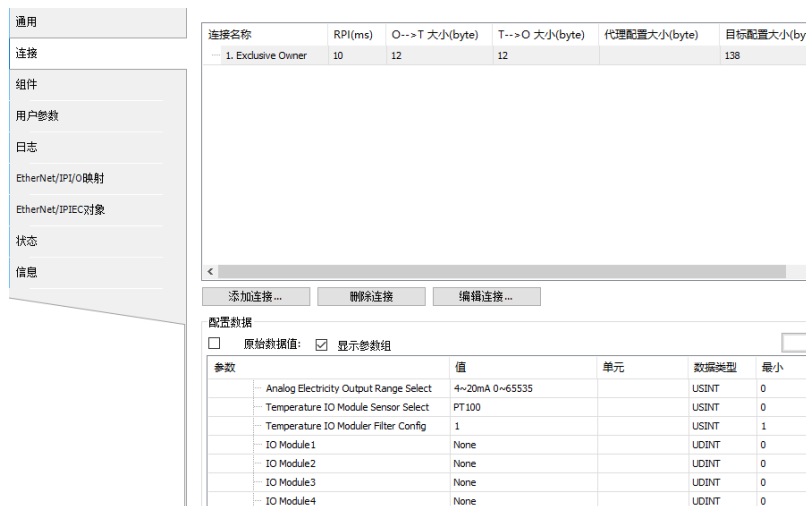 通用
连接
组件
用户参数
日志
EtherNet/IPI/O映射
EtherNet/IPIEC对象
状态
信息
连接名称 RPI(ms) O-->T 大小(byte) T-->O 大小(byte) 代理配置大小(byte) 目标配置大小(by
1. Exclusive Owner 10 12 12 138
添加连接... 删除连接 编辑连接...
配置数据
原始数据值: 显示参数组
参数 值 单元 数据类型 最小
Analog Electricity Output Range Select 4~20mA 0~65535 USINT 0
Temperature IO Module Sensor Select PT100 USINT 0
Temperature IO Moduler Filter Config 1 USINT 1
IO Module1 None UDINT 0
IO Module2 None UDINT 0
IO Module3 None UDINT 0
IO Module4 None UDINT 0